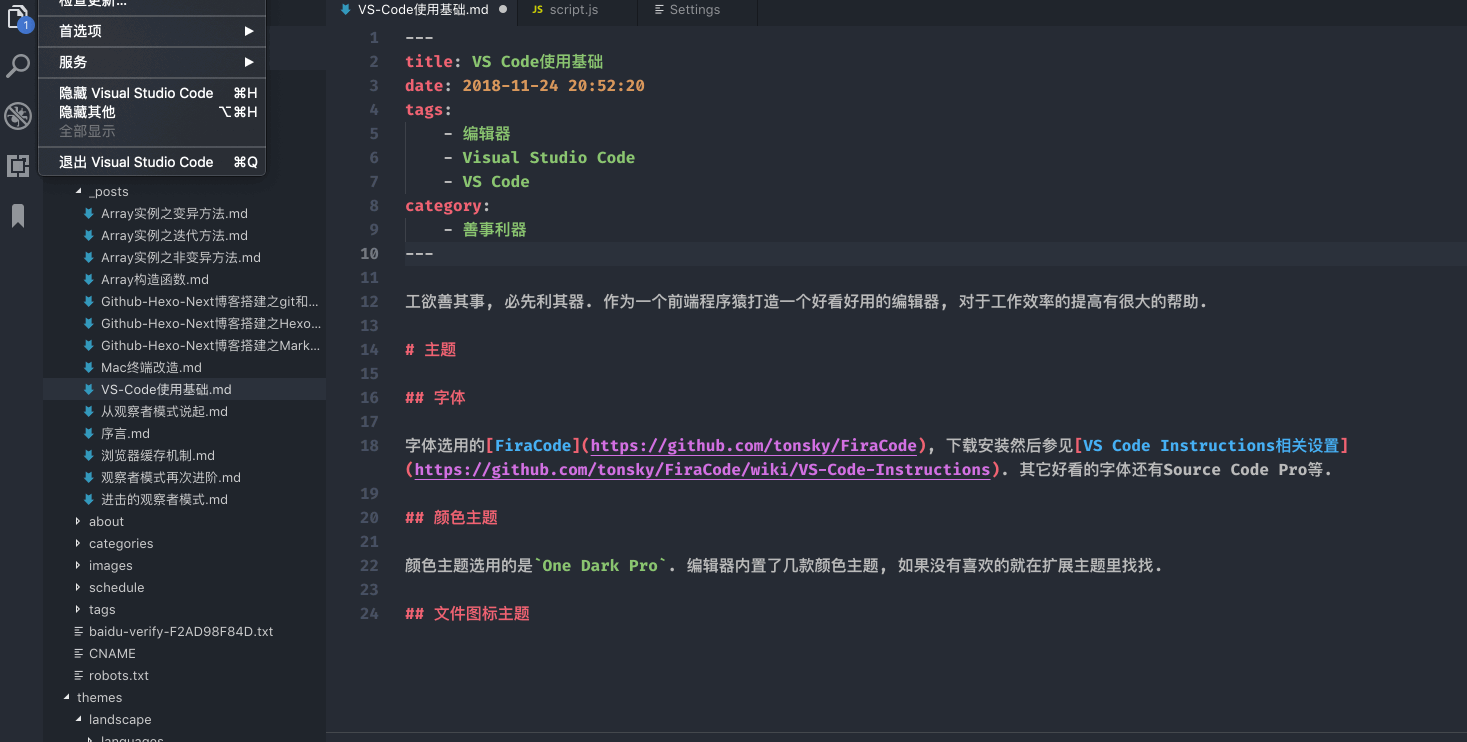 检查更新...
首选项
服务
隐藏 Visual Studio Code ⌘H
隐藏其他 ⌥⌘H
全部显示
退出 Visual Studio Code ⌘Q
1
_posts
Array实例之变异方法.md
Array实例之迭代方法.md
Array实例之非变异方法.md
Array构造函数.md
Github-Hexo-Next博客搭建之git和...
Github-Hexo-Next博客搭建之Hexo...
Github-Hexo-Next博客搭建之Mark...
Mac终端改造.md
VS-Code使用基础.md
从观察者模式说起.md
序言.md
浏览器缓存机制.md
观察者模式再次进阶.md
进击的观察者模式.md
about
categories
images
schedule
tags
baidu-verify-F2AD98F84D.txt
CNAME
robots.txt
themes
landscape
languages
VS-Code使用基础.md
JS script.js
Settings
1 ---
2 title: VS Code使用基础
3 date: 2018-11-24 20:52:20
4 tags:
5 - 编辑器
6 - Visual Studio Code
7 - VS Code
8 category:
9 - 善事利器
10 ---
11
12 工欲善其事, 必先利其器. 作为一个前端程序猿打造一个好看好用的编辑器, 对于工作效率的提高有很大的帮助.
13
14 # 主题
15
16 ## 字体
17
18 字体选用的[FiraCode](https://github.com/tonsky/FiraCode), 下载安装然后参见[VS Code Instructions相关设置]
(https://github.com/tonsky/FiraCode/wiki/VS-Code-Instructions). 其它好看的字体还有Source Code Pro等.
19
20 ## 颜色主题
21
22 颜色主题选用的是`One Dark Pro`. 编辑器内置了几款颜色主题, 如果没有喜欢的就在扩展主题里找找.
23
24 ## 文件图标主题